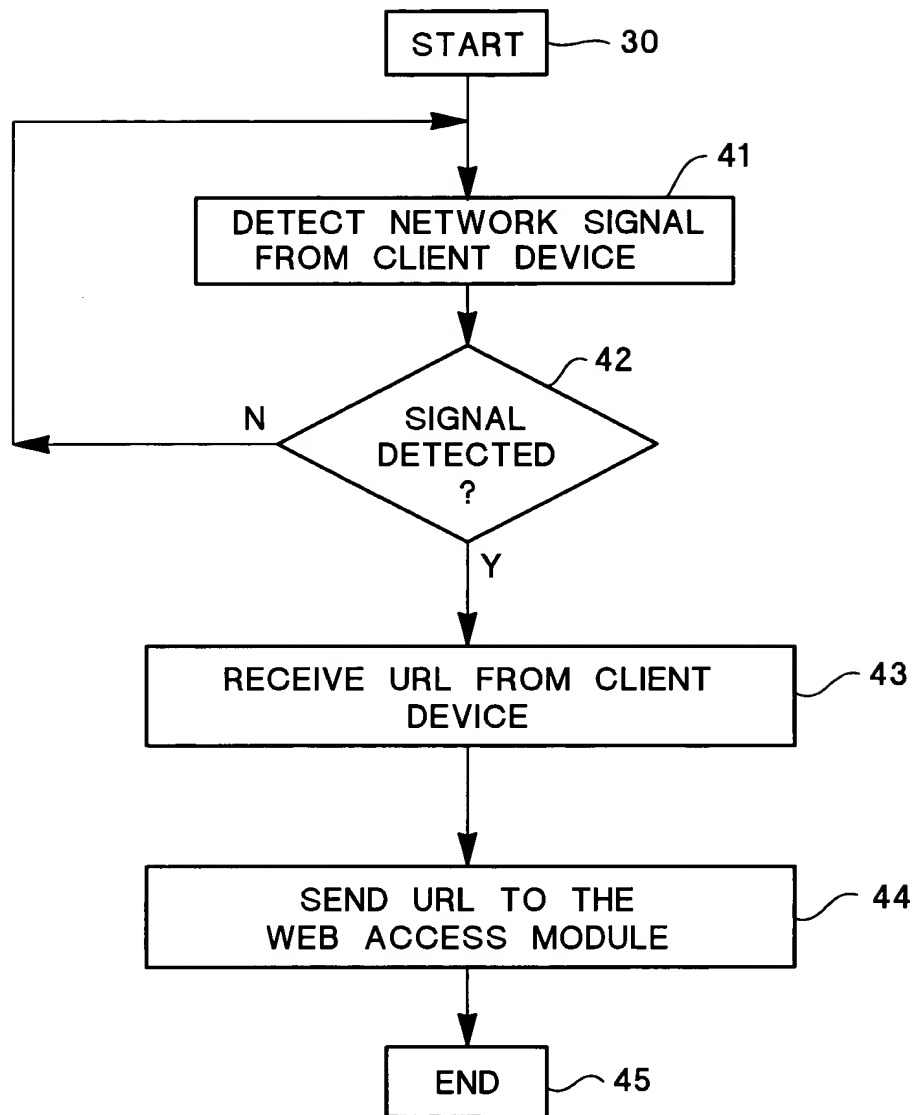 START
30
41
DETECT NETWORK SIGNAL
FROM CLIENT DEVICE
42
N
SIGNAL
DETECTED
?
Y
RECEIVE URL FROM CLIENT
DEVICE
43
SEND URL TO THE
WEB ACCESS MODULE
44
END
45